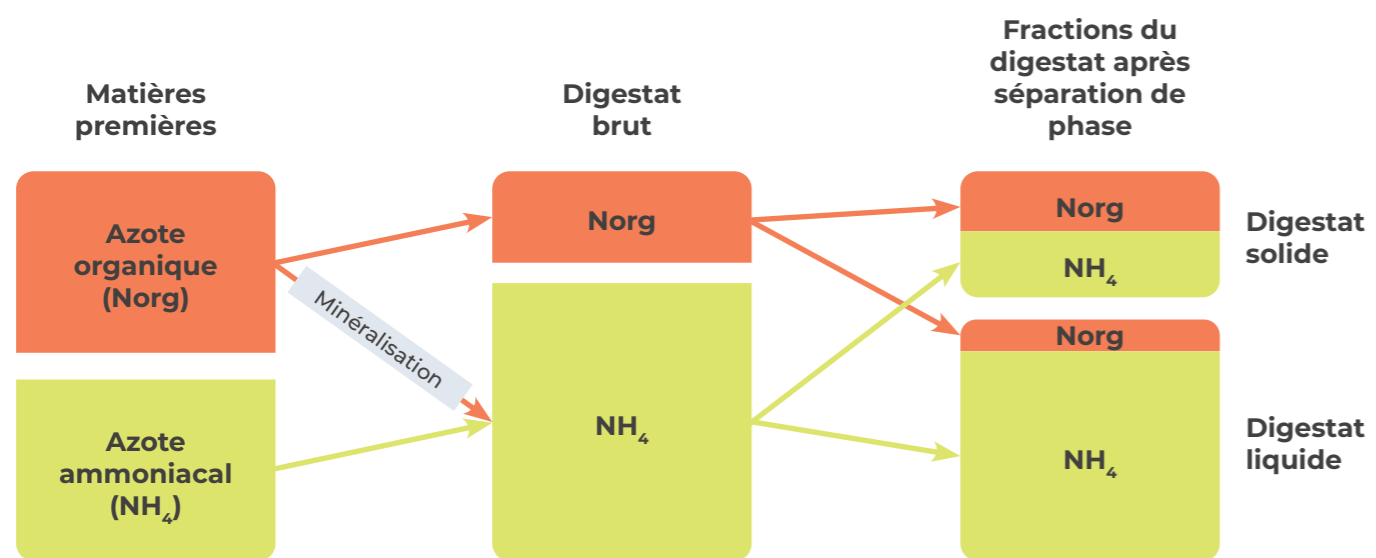 Matières
premières
Azote
organique
(Norg)
Azote
ammoniacal
(NH₄)
Minéralisation
Digestat
brut
Norg
NH₄
Fractions du
digestat après
séparation de
phase
Norg
NH₄
Digestat
solide
Norg
NH₄
Digestat
liquide